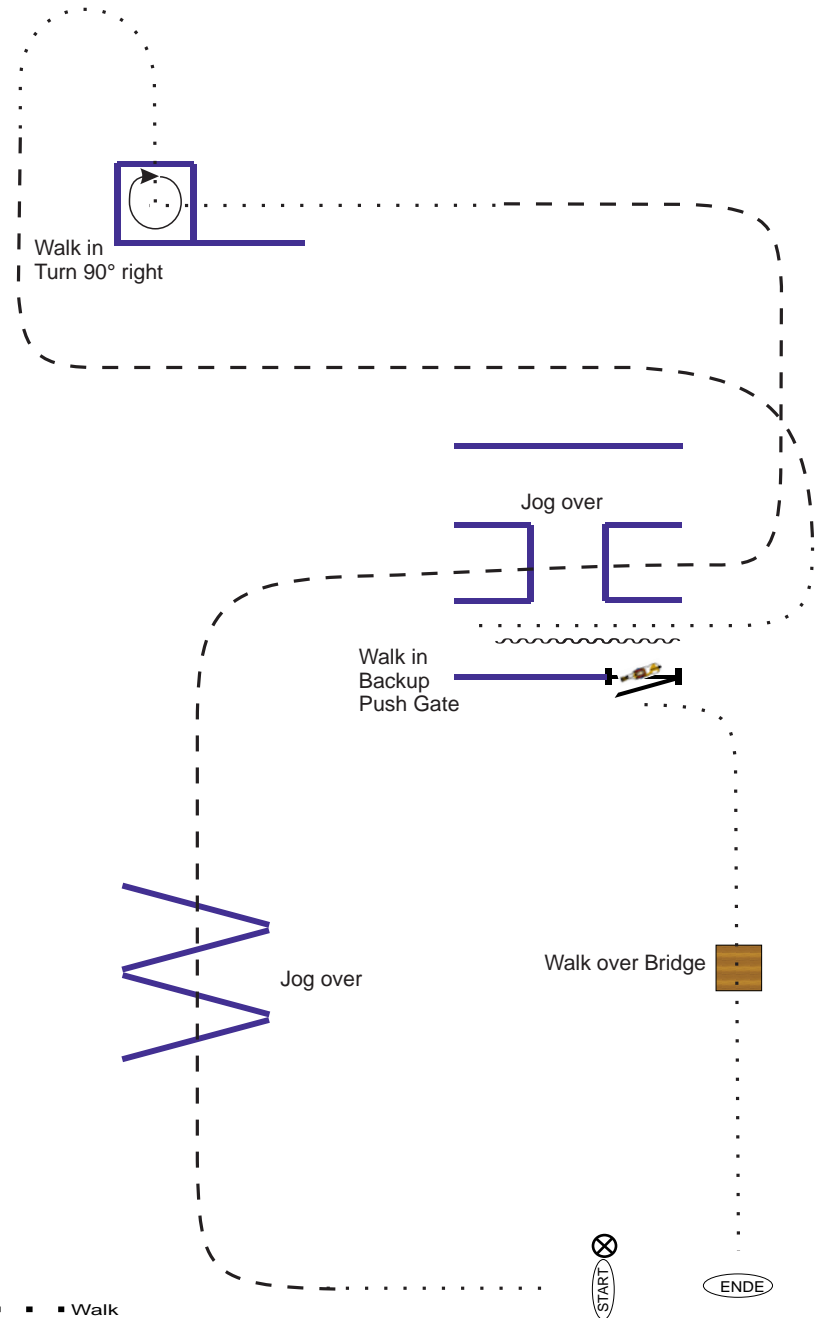 Walk in
Turn 90° right
Jog over
Walk in
Backup
Push Gate
Walk over Bridge
Jog over
START
ENDE
Walk